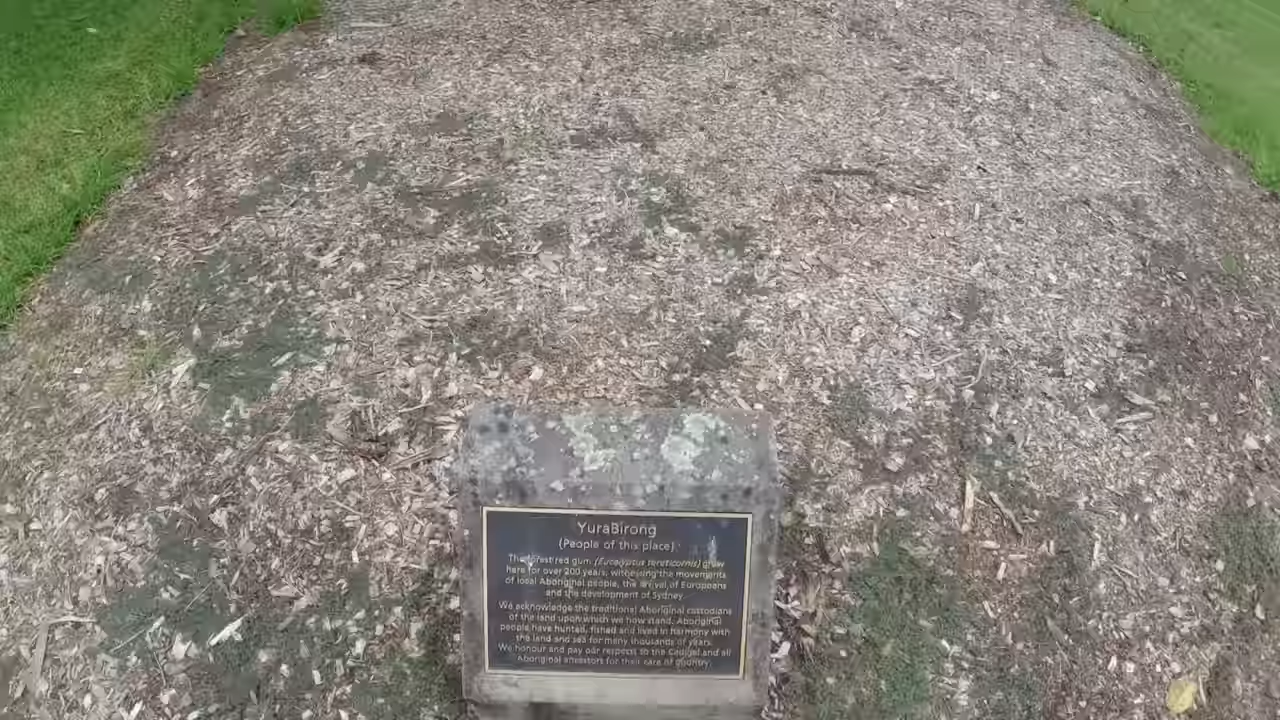 YuraBirong
(People of this place)
The forest red gum (Eucalyptus tereticornis) grew
here for over 200 years, witnessing the movements
of local Aboriginal people, the arrival of Europeans
and the development of Sydney.
We acknowledge the traditional Aboriginal custodians
of the land upon which we now stand. Aboriginal
people have hunted, fished and lived in harmony with
the land and sea for many thousands of years.
We honour and pay our respects to the Cadigal and all
Aboriginal ancestors for their care of country.